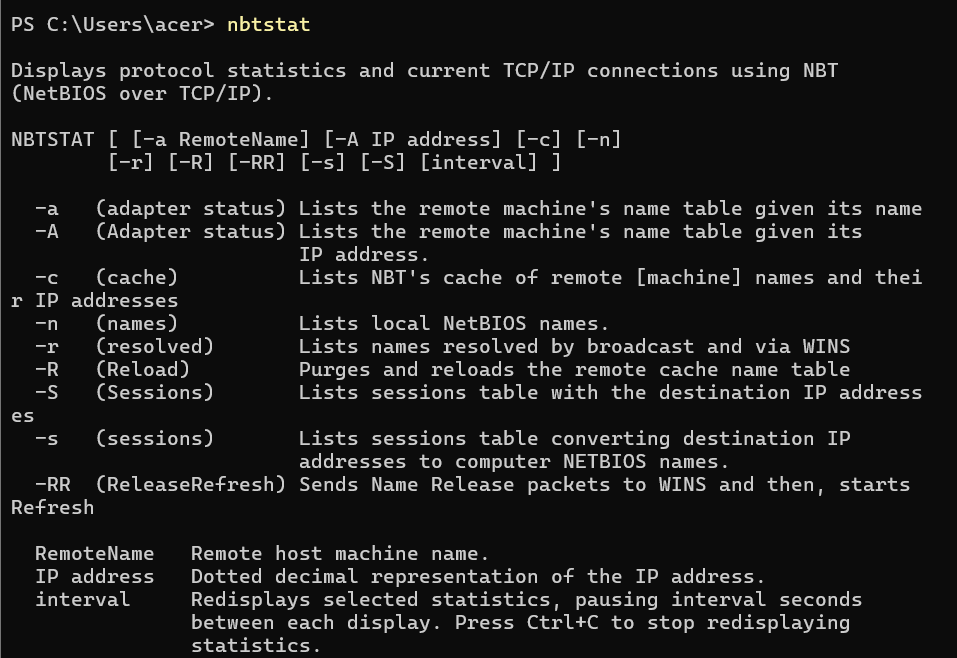 PS C:\Users\acer> nbtstat
Displays protocol statistics and current TCP/IP connections using NBT
(NetBIOS over TCP/IP).
NBTSTAT [ [-a RemoteName] [-A IP address] [-c] [-n]
[-r] [-R] [-RR] [-s] [-S] [interval] ]
-a (adapter status) Lists the remote machine's name table given its name
-A (Adapter status) Lists the remote machine's name table given its
IP address.
-c (cache) Lists NBT's cache of remote [machine] names and thei
r IP addresses
-n (names) Lists local NetBIOS names.
-r (resolved) Lists names resolved by broadcast and via WINS
-R (Reload) Purges and reloads the remote cache name table
-S (Sessions) Lists sessions table with the destination IP address
es
-s (sessions) Lists sessions table converting destination IP
addresses to computer NETBIOS names.
-RR (ReleaseRefresh) Sends Name Release packets to WINS and then, starts
Refresh
RemoteName Remote host machine name.
IP address Dotted decimal representation of the IP address.
interval Redisplays selected statistics, pausing interval seconds
between each display. Press Ctrl+C to stop redisplaying
statistics.